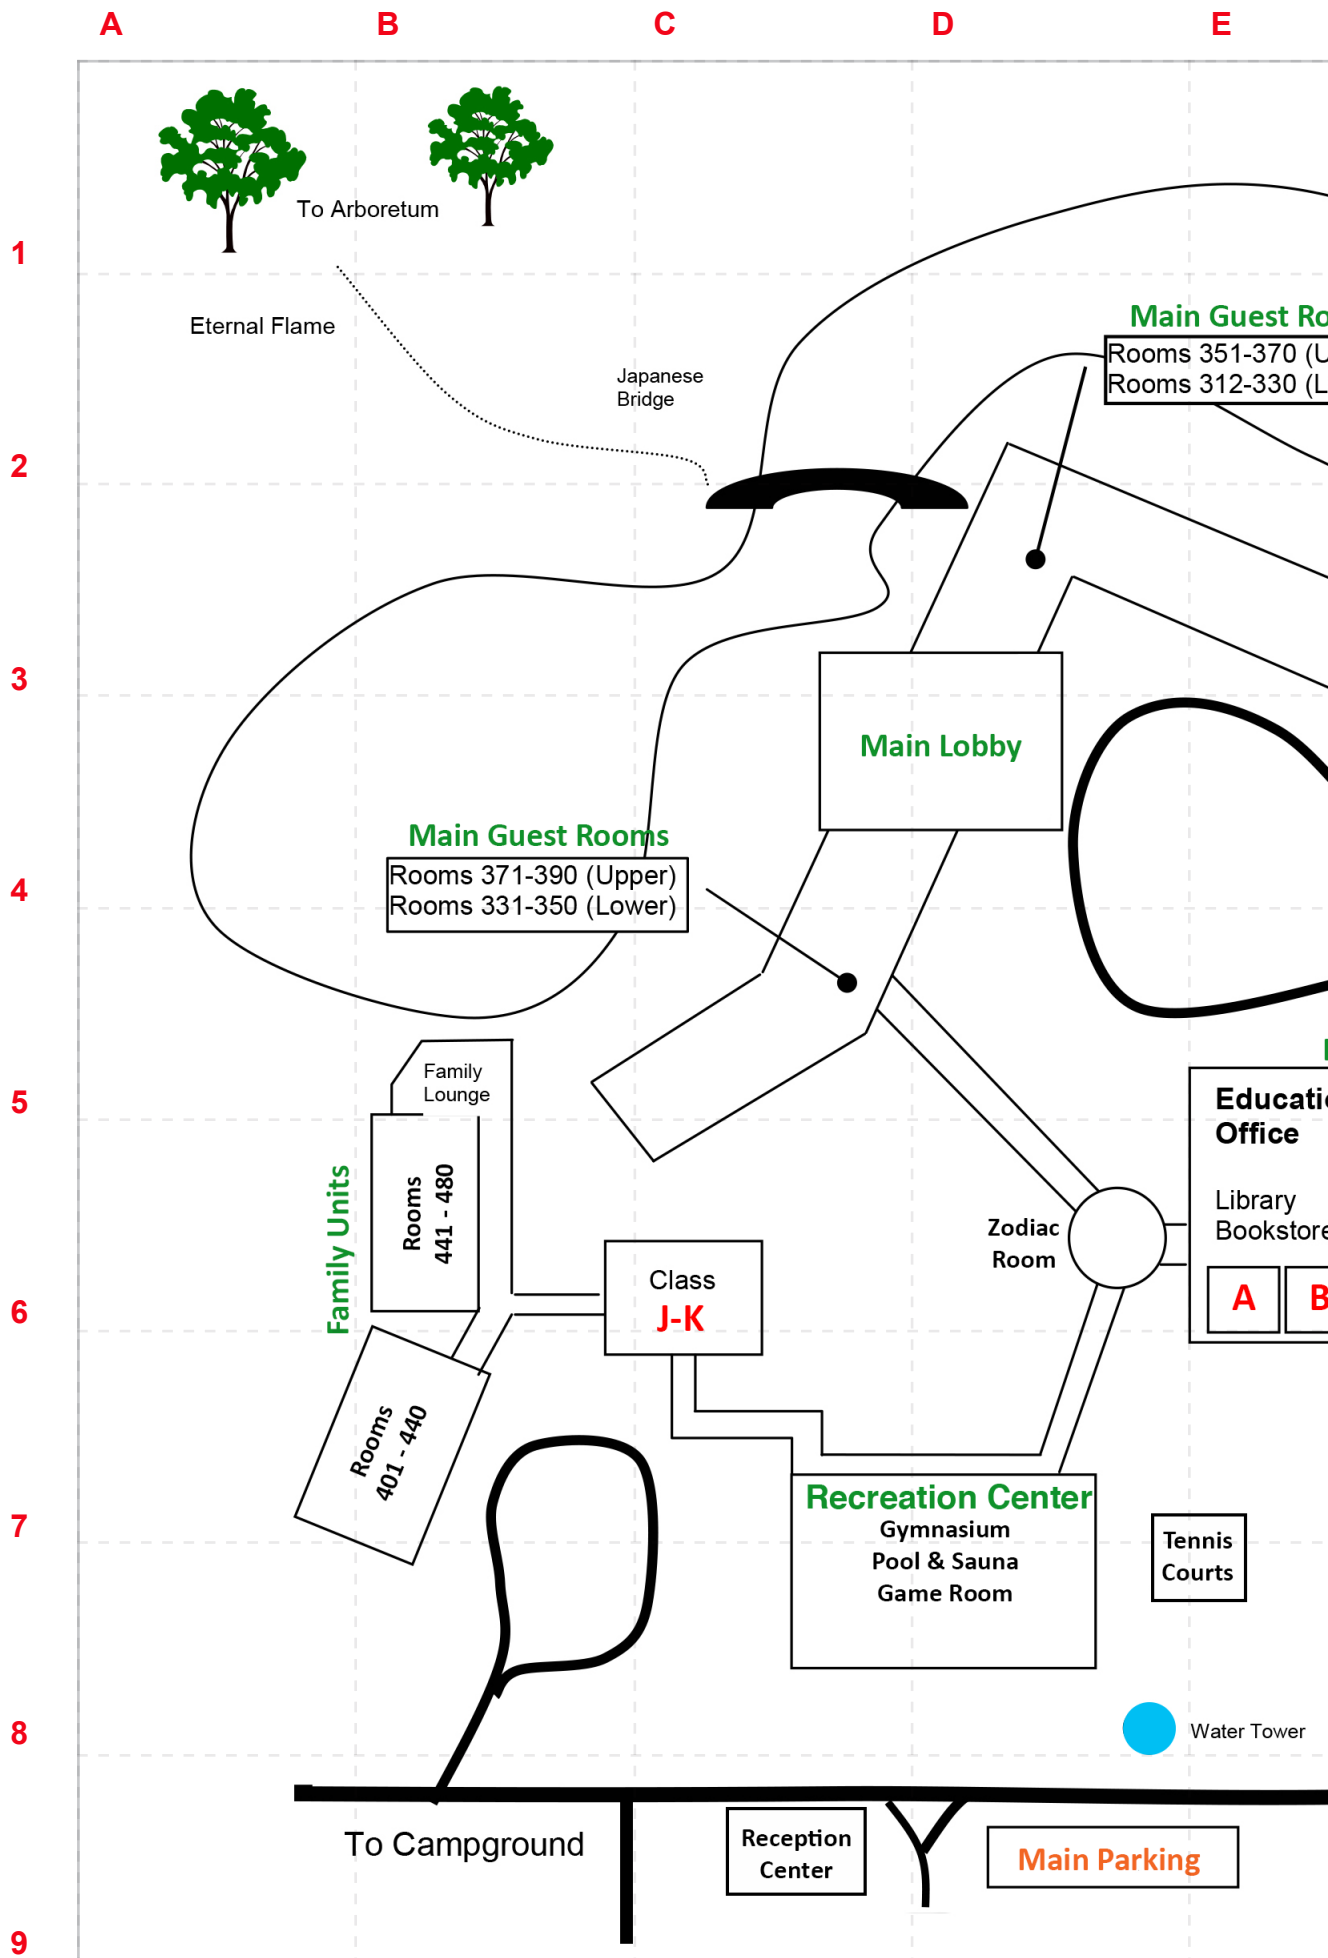 A B C D E
1
2
3
4
5
6
7
8
9
To Arboretum
Eternal Flame
Japanese
Bridge
Main Guest Ro
Rooms 351-370 (U
Rooms 312-330 (L
Main Lobby
Main Guest Rooms
Rooms 371-390 (Upper)
Rooms 331-350 (Lower)
Family
Lounge
Family Units
Rooms
441 - 480
Rooms
401 - 440
Class
J-K
Zodiac
Room
Educatio
Office
Library
Bookstore
A B
Recreation Center
Gymnasium
Pool & Sauna
Game Room
Tennis
Courts
Water Tower
To Campground
Reception
Center
Main Parking